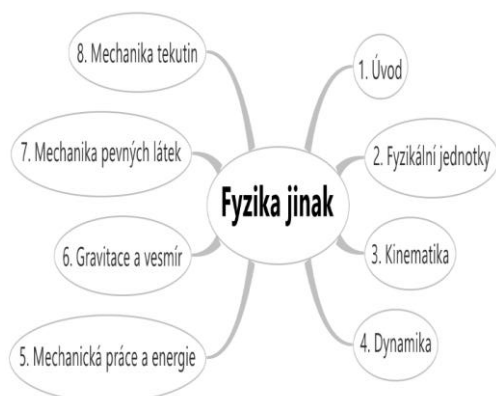 Fyzika jinak
1. Úvod
2. Fyzikální jednotky
3. Kinematika
4. Dynamika
5. Mechanická práce a energie
6. Gravitace a vesmír
7. Mechanika pevných látek
8. Mechanika tekutin